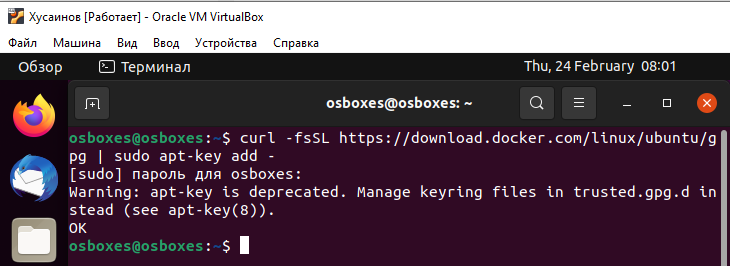 Хусаинов [Работает] - Oracle VM VirtualBox
Файл Машина Вид Ввод Устройства Справка
Обзор Терминал Thu, 24 February 08:01
osboxes@osboxes: ~
osboxes@osboxes:~$ curl -fsSL https://download.docker.com/linux/ubuntu/g
pg | sudo apt-key add -
[sudo] пароль для osboxes:
Warning: apt-key is deprecated. Manage keyring files in trusted.gpg.d in
stead (see apt-key(8)).
OK
osboxes@osboxes:~$